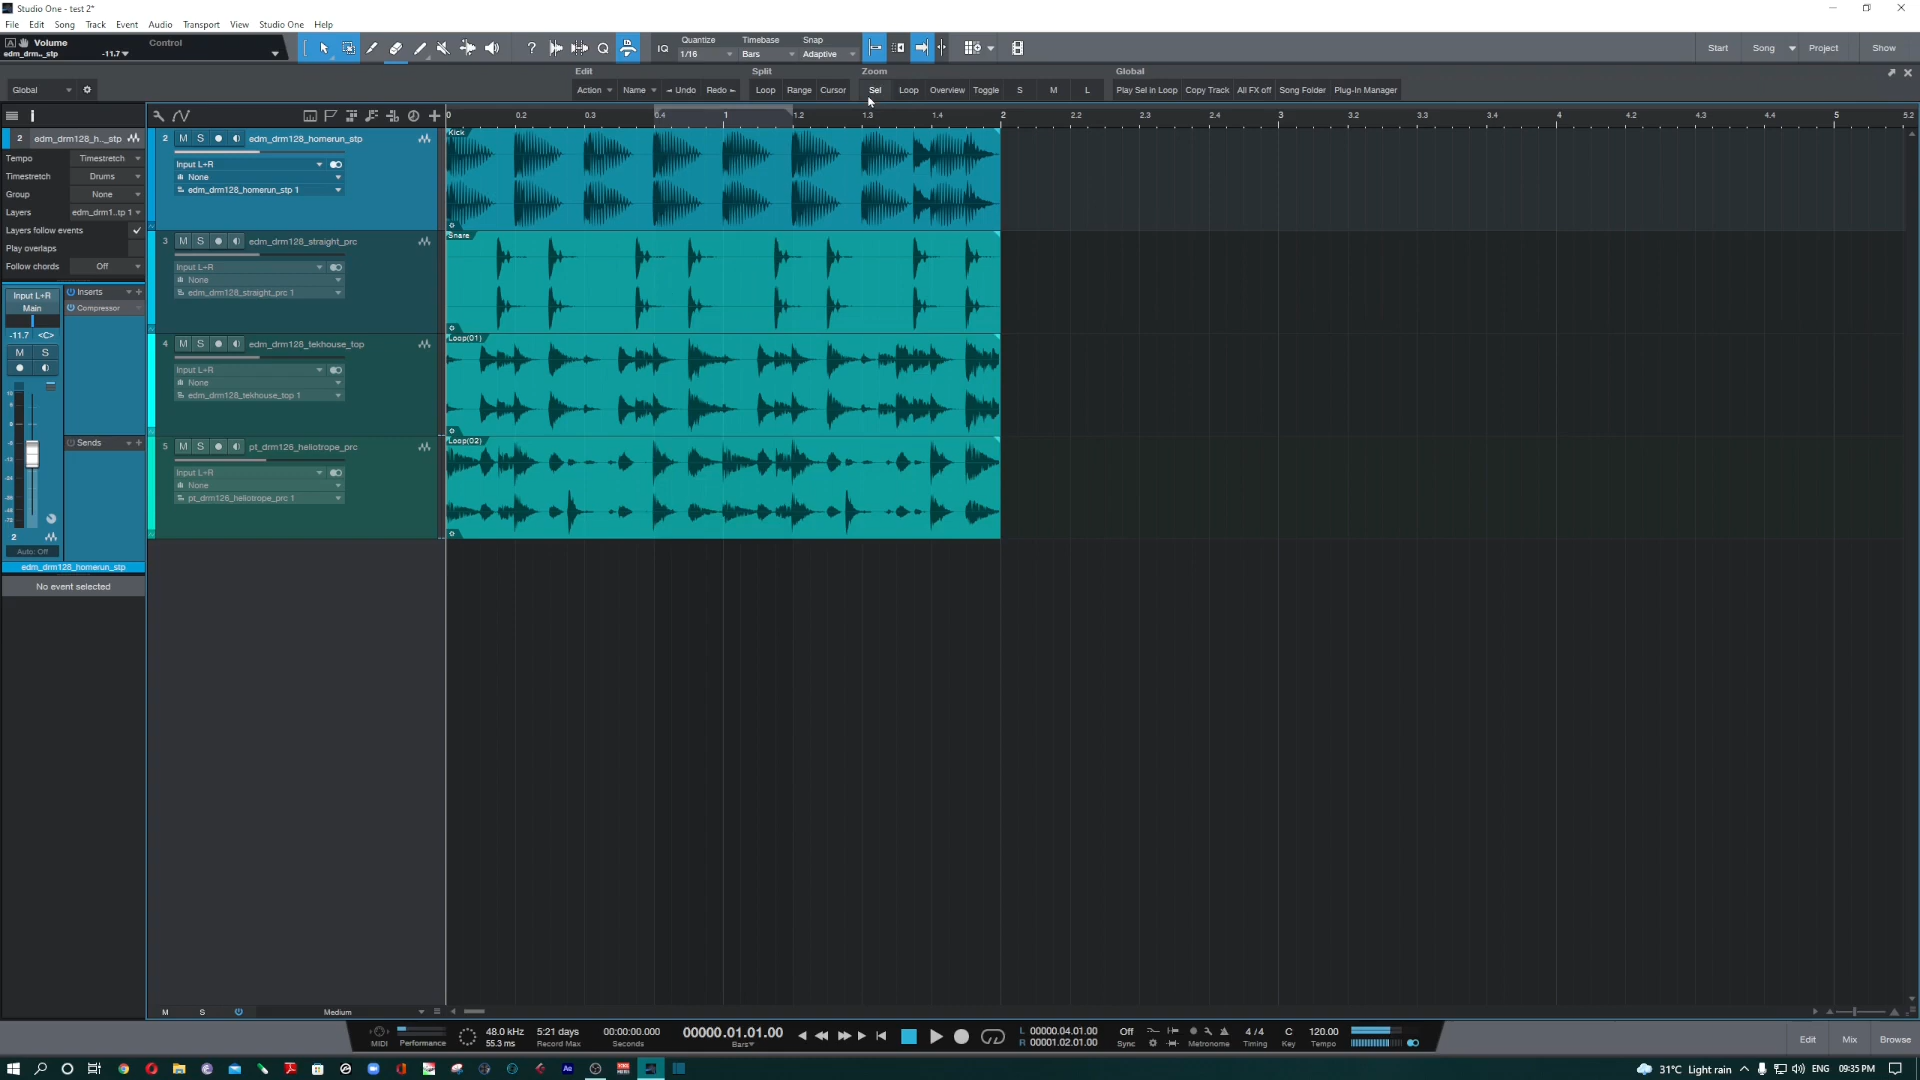 Studio One - test 2*
File Edit Song Track Event Audio Transport View Studio One Help
Volume Control
edm_drm.._stp -11.7
Quantize Timebase Snap
IQ 1/16 Bars Adaptive
Start Song Project Show
Edit Split Zoom Global
Global
Action Name Undo Redo Loop Range Cursor Sel Loop Overview Toggle S M L Play Sel in Loop Copy Track All FX off Song Folder Plug-In Manager
0 0.2 0.3 0.4 1 1.2 1.3 1.4 2 2.2 2.3 2.4 3 3.2 3.3 3.4 4 4.2 4.3 4.4 5 5.2
2 edm_drm128_h.._stp
Tempo Timestretch
Timestretch Drums
Group None
Layers edm_drm1..tp 1
Layers follow events
Play overlaps
Follow chords Off
Input L+R Inserts
Main Compressor
-11.7 <C>
M S
Sends
2
Auto: Off
edm_drm128_homerun_stp
No event selected
2 M S edm_drm128_homerun_stp
Input L+R
None
edm_drm128_homerun_stp 1
Kick
3 M S edm_drm128_straight_prc
Input L+R
None
edm_drm128_straight_prc 1
Snare
4 M S edm_drm128_tekhouse_top
Input L+R
None
edm_drm128_tekhouse_top 1
Loop(01)
5 M S pt_drm126_heliotrope_prc
Input L+R
None
pt_drm126_heliotrope_prc 1
Loop(02)
M S Medium
MIDI Performance
48.0 kHz 5:21 days 00:00:00.000 00000.01.01.00
55.3 ms Record Max Seconds Bars
L 00000.04.01.00 Off 4 / 4 C 120.00
R 00001.02.01.00 Sync Metronome Timing Key Tempo
Edit Mix Browse
31°C Light rain ENG 09:35 PM